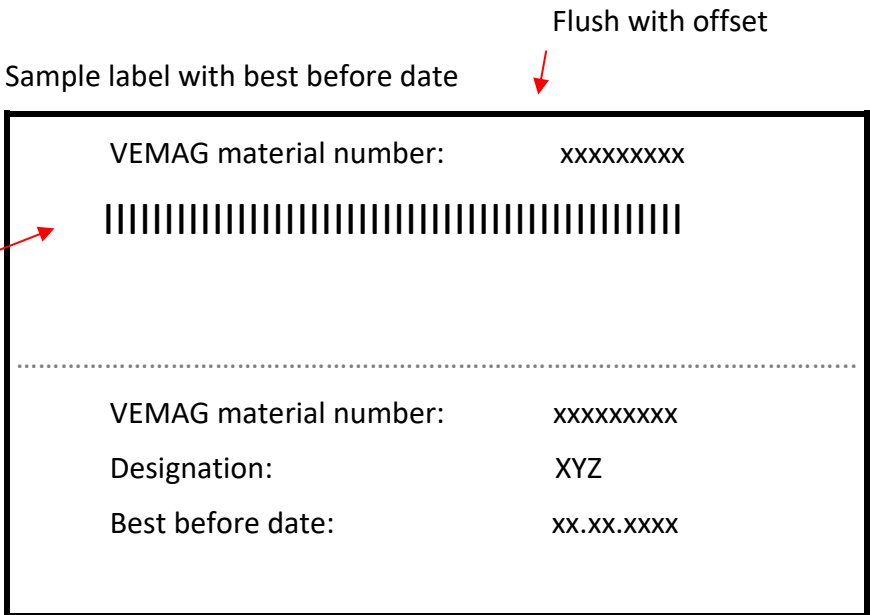 Flush with offset
Sample label with best before date
VEMAG material number: xxxxxxxxx
VEMAG material number: xxxxxxxxx
Designation: XYZ
Best before date: xx.xx.xxxx